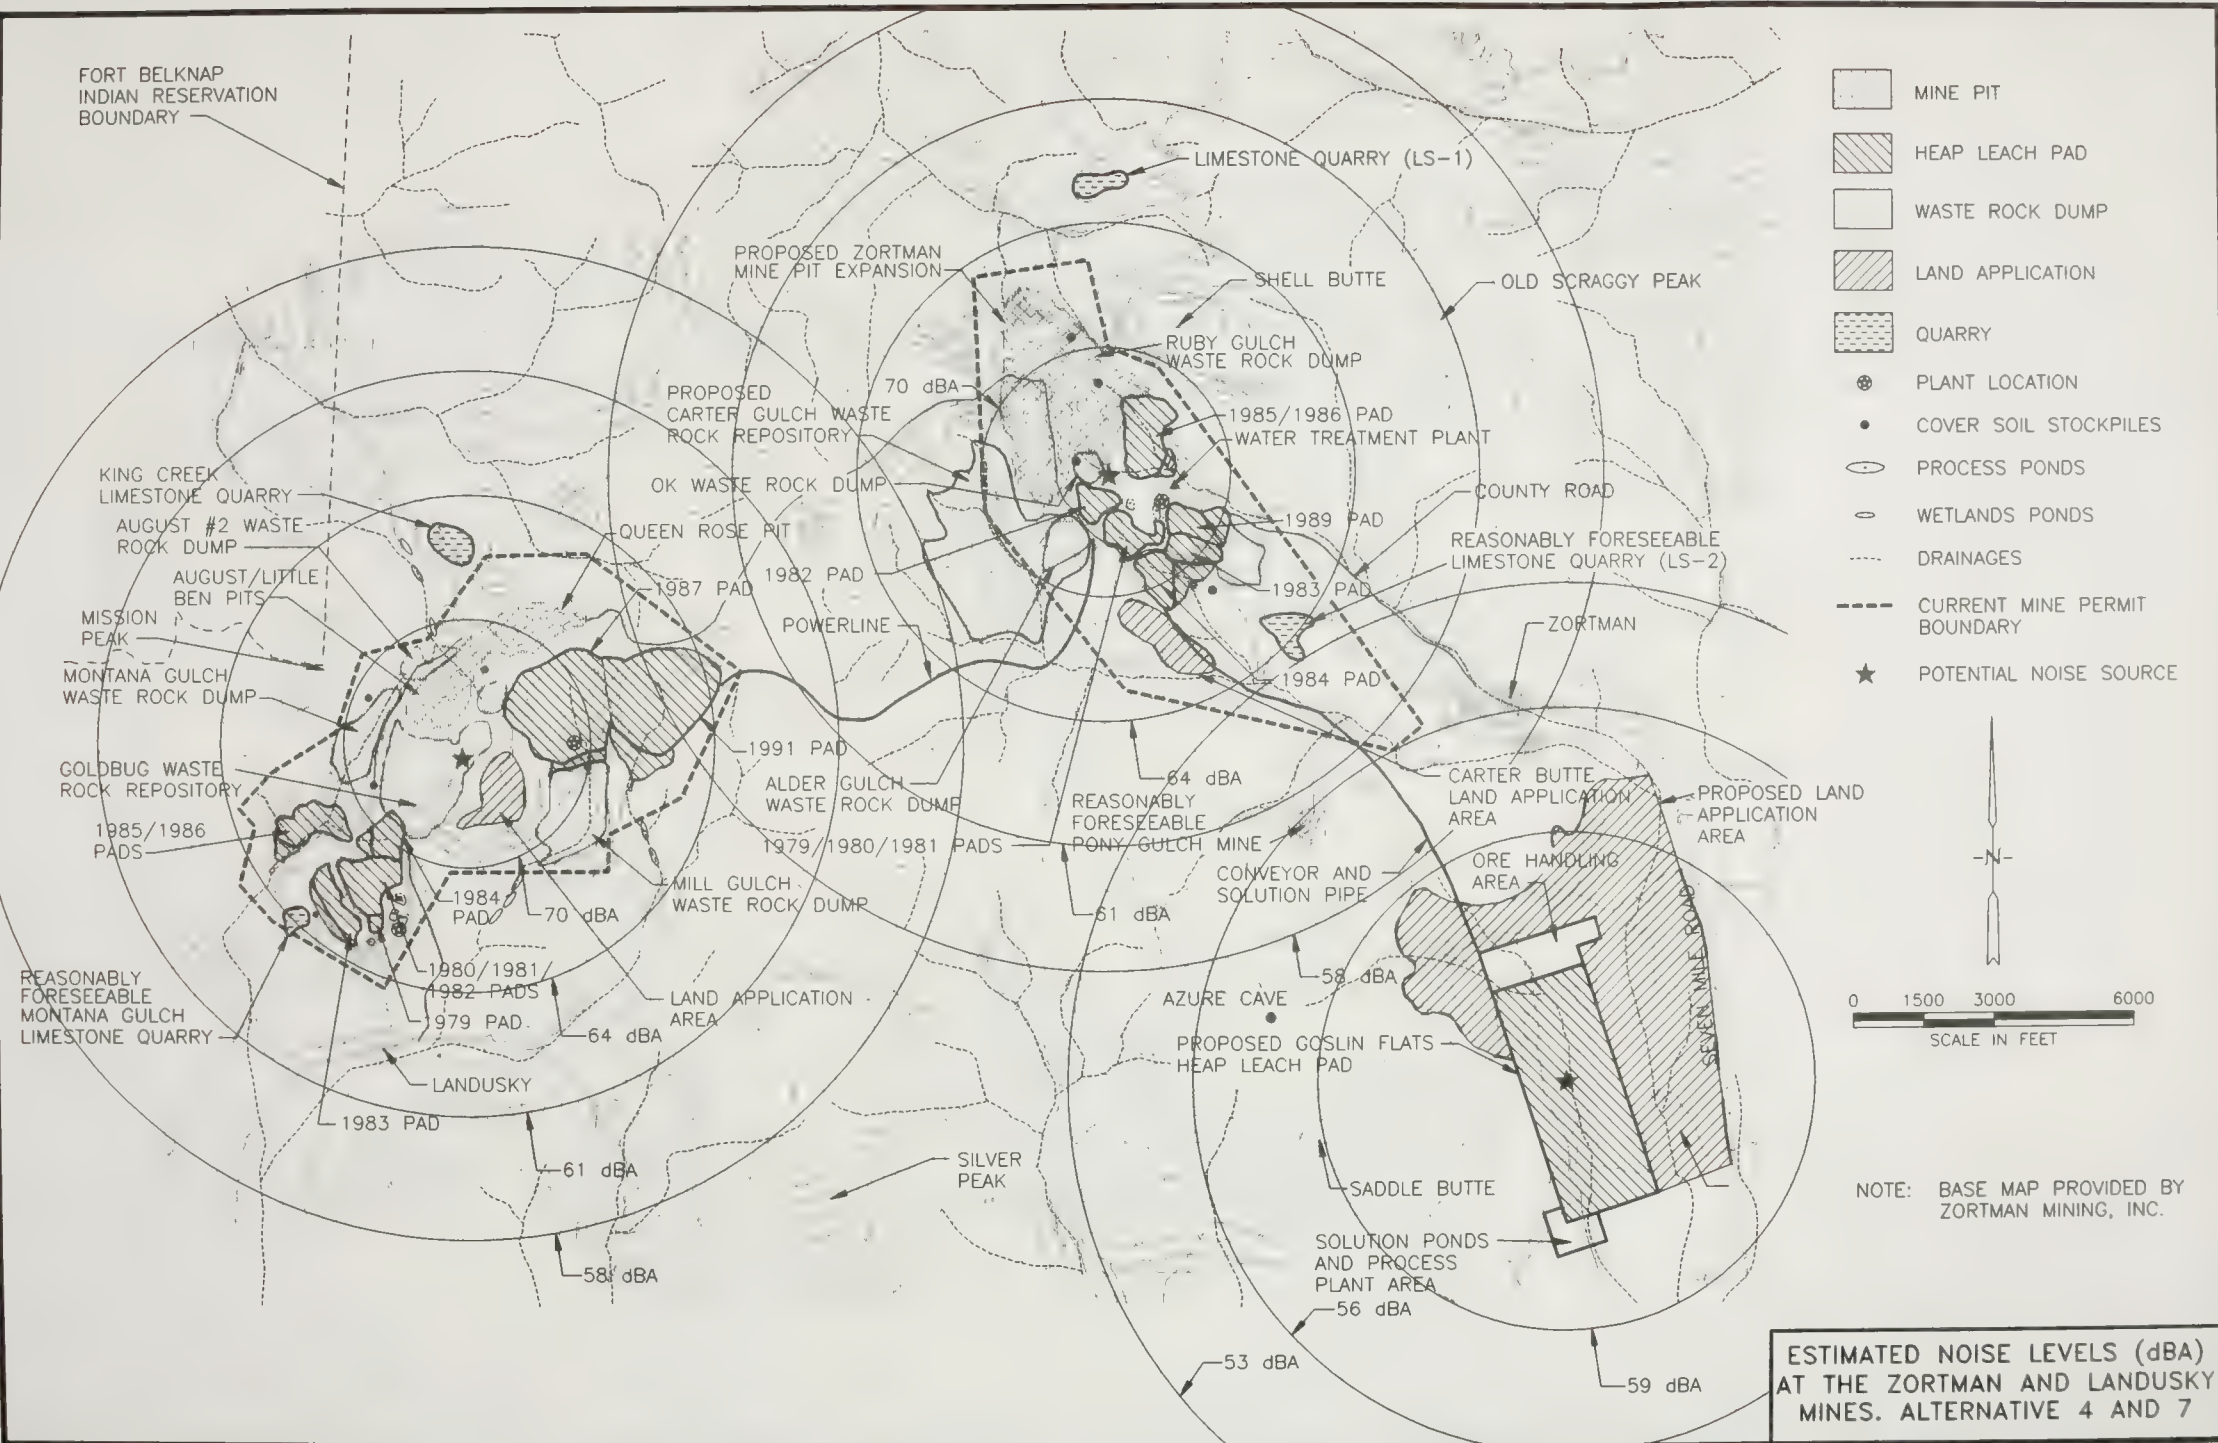 FORT BELKNAP
INDIAN RESERVATION
BOUNDARY
LIMESTONE QUARRY (LS-1)
PROPOSED ZORTMAN
MINE PIT EXPANSION
SHELL BUTTE
OLD SCRAGGY PEAK
RUBY GULCH
WASTE ROCK DUMP
70 dBA
PROPOSED
CARTER GULCH WASTE
ROCK REPOSITORY
1985/1986 PAD
WATER TREATMENT PLANT
OK WASTE ROCK DUMP
COUNTY ROAD
KING CREEK
LIMESTONE QUARRY
AUGUST #2 WASTE
ROCK DUMP
QUEEN ROSE PIT
1989 PAD
REASONABLY FORESEEABLE
LIMESTONE QUARRY (LS-2)
AUGUST/LITTLE
BEN PITS
1987 PAD
1982 PAD
1983 PAD
MISSION
PEAK
POWERLINE
ZORTMAN
MONTANA GULCH
WASTE ROCK DUMP
1984 PAD
1991 PAD
GOLDBUG WASTE
ROCK REPOSITORY
ALDER GULCH
WASTE ROCK DUMP
64 dBA
CARTER BUTTE
LAND APPLICATION
AREA
PROPOSED LAND
APPLICATION
AREA
1985/1986
PADS
1979/1980/1981 PADS
REASONABLY
FORESEEABLE
PONY GULCH MINE
CONVEYOR AND
SOLUTION PIPE
ORE HANDLING
AREA
MILL GULCH
WASTE ROCK DUMP
1984
PAD
70 dBA
61 dBA
SEVEN MILE ROAD
58 dBA
REASONABLY
FORESEEABLE
MONTANA GULCH
LIMESTONE QUARRY
1980/1981/
1982 PADS
1979 PAD
LAND APPLICATION
AREA
64 dBA
AZURE CAVE
PROPOSED GOSLIN FLATS
HEAP LEACH PAD
LANDUSKY
1983 PAD
61 dBA
SILVER
PEAK
SADDLE BUTTE
SOLUTION PONDS
AND PROCESS
PLANT AREA
58 dBA
56 dBA
53 dBA
59 dBA
MINE PIT
HEAP LEACH PAD
WASTE ROCK DUMP
LAND APPLICATION
QUARRY
PLANT LOCATION
COVER SOIL STOCKPILES
PROCESS PONDS
WETLANDS PONDS
DRAINAGES
CURRENT MINE PERMIT
BOUNDARY
POTENTIAL NOISE SOURCE
-N-
0 1500 3000 6000
SCALE IN FEET
NOTE: BASE MAP PROVIDED BY
ZORTMAN MINING, INC.
ESTIMATED NOISE LEVELS (dBA)
AT THE ZORTMAN AND LANDUSKY
MINES. ALTERNATIVE 4 AND 7